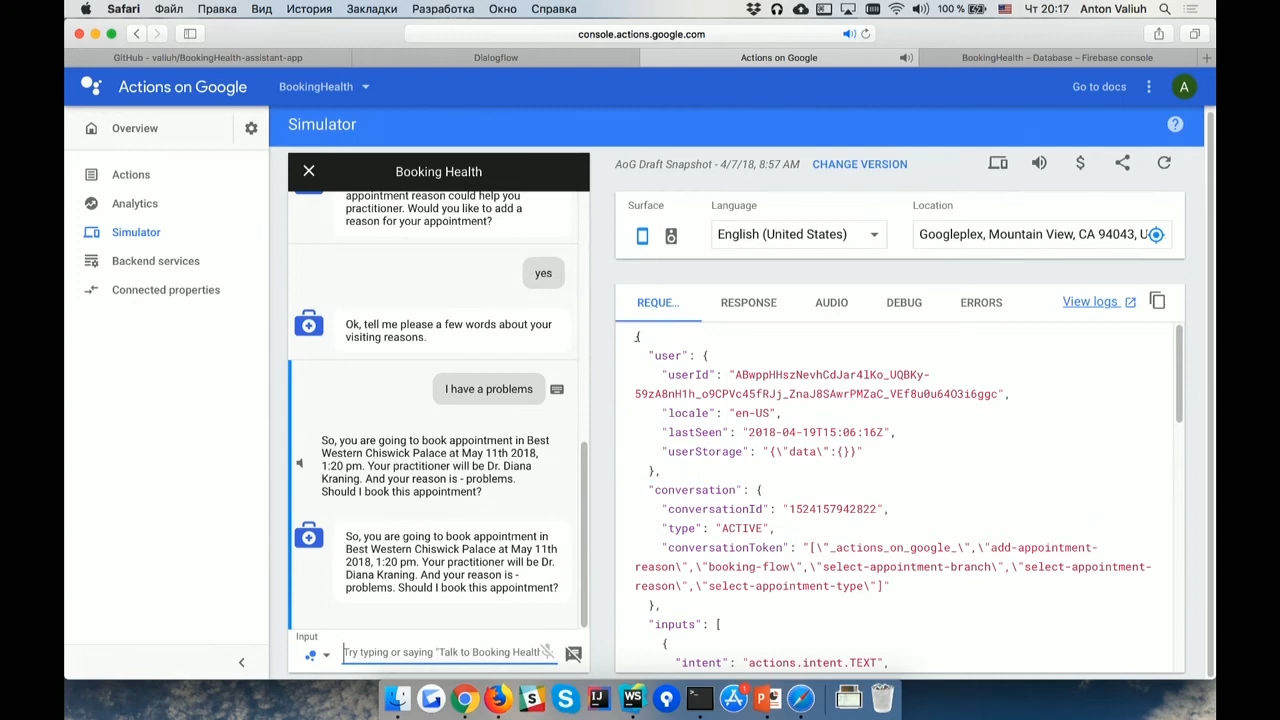 Safari Файл Правка Вид История Закладки Разработка Окно Справка 100 % Чт 20:17 Anton Valiuh
console.actions.google.com
GitHub - valiuh/BookingHealth-assistant-app Dialogflow Actions on Google BookingHealth – Database – Firebase console
Actions on Google BookingHealth Go to docs A
Overview
Actions
Analytics
Simulator
Backend services
Connected properties
Simulator
Booking Health
appointment reason could help you
practitioner. Would you like to add a
reason for your appointment?
yes
Ok, tell me please a few words about your
visiting reasons.
I have a problems
So, you are going to book appointment in Best
Western Chiswick Palace at May 11th 2018,
1:20 pm. Your practitioner will be Dr. Diana
Kraning. And your reason is - problems.
Should I book this appointment?
So, you are going to book appointment in
Best Western Chiswick Palace at May 11th
2018, 1:20 pm. Your practitioner will be Dr.
Diana Kraning. And your reason is -
problems. Should I book this appointment?
Input
Try typing or saying "Talk to Booking Health
AoG Draft Snapshot - 4/7/18, 8:57 AM CHANGE VERSION
Surface Language Location
English (United States) Googleplex, Mountain View, CA 94043, U
REQUE... RESPONSE AUDIO DEBUG ERRORS View logs
{
"user": {
"userId": "ABwppHHszNevhCdJar4lKo_UQBKy-
59zA8nH1h_o9CPVc45fRJj_ZnaJ8SAwrPMZaC_VEf8u0u64O3i6ggc",
"locale": "en-US",
"lastSeen": "2018-04-19T15:06:16Z",
"userStorage": "{\"data\":{}}"
},
"conversation": {
"conversationId": "1524157942822",
"type": "ACTIVE",
"conversationToken": "[\"_actions_on_google_\",\"add-appointment-
reason\",\"booking-flow\",\"select-appointment-branch\",\"select-appointment-
reason\",\"select-appointment-type\"]"
},
"inputs": [
{
"intent": "actions.intent.TEXT",